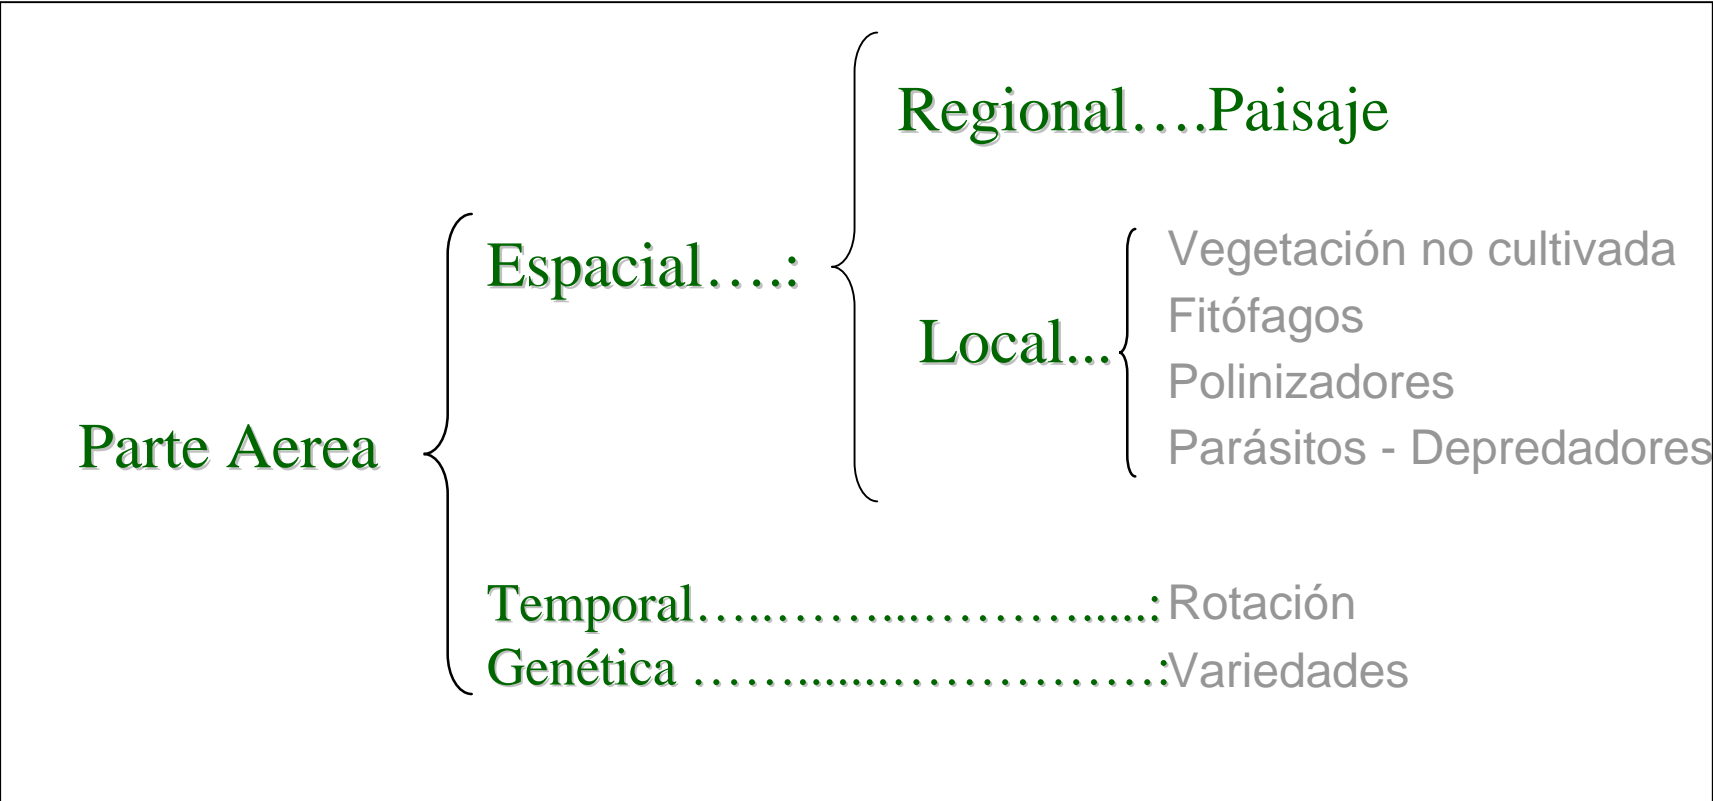 Regional….Paisaje
Espacial….:
Vegetación no cultivada
Fitófagos
Local...
Polinizadores
Parásitos - Depredadores
Parte Aerea
Temporal…..……...………….....: Rotación
Genética ……......……………:Variedades